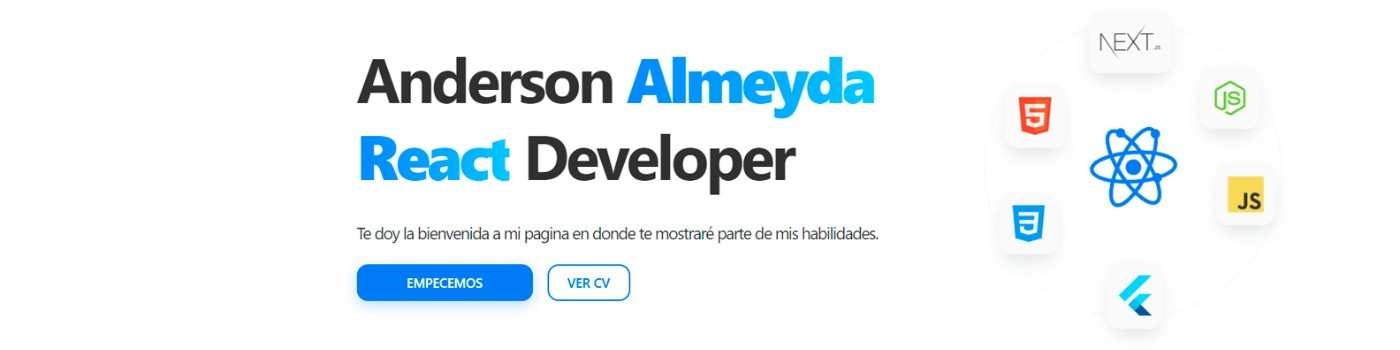 Anderson Almeyda
React Developer
Te doy la bienvenida a mi pagina en donde te mostraré parte de mis habilidades.
EMPECEMOS
VER CV
NEXT.JS
5
JS
3
JS